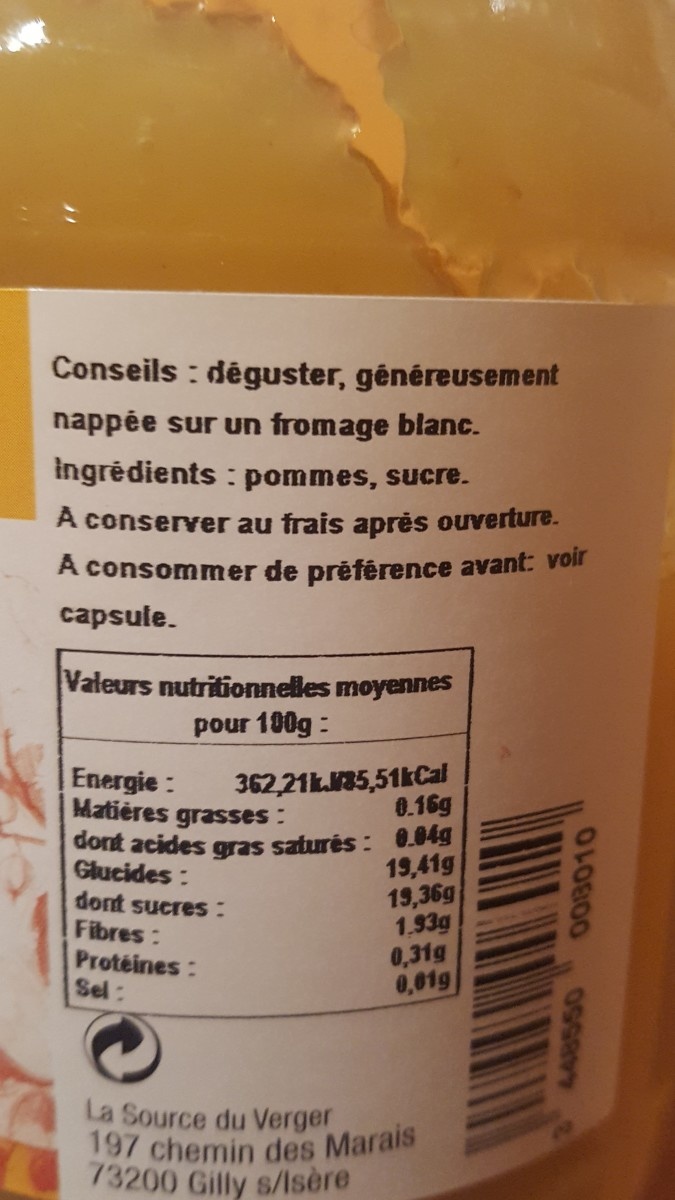 Conseils : déguster, généreusement
nappée sur un fromage blanc.
Ingrédients : pommes, sucre.
A conserver au frais après ouverture.
A consommer de préférence avant: voir
capsule.
Valeurs nutritionnelles moyennes
pour 100g :
Energie : 362,21kJ/85,51kCal
Matières grasses : 0.16g
dont acides gras saturés : 0.04g
Glucides : 19,41g
dont sucres : 19,36g
Fibres : 1.93g
Protéines : 0,31g
Sel : 0,01g
La Source du Verger
197 chemin des Marais
73200 Gilly s/Isère
448550 003010